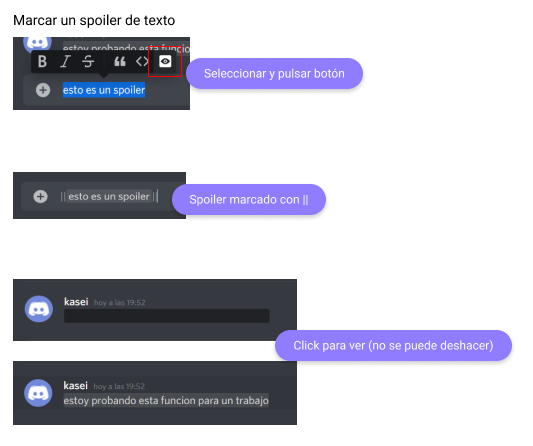 Marcar un spoiler de texto
estoy probando esta funcio
B I S “ <>
esto es un spoiler
Seleccionar y pulsar botón
|| esto es un spoiler ||
Spoiler marcado con ||
kasei hoy a las 19:52
Click para ver (no se puede deshacer)
kasei hoy a las 19:52
estoy probando esta funcion para un trabajo